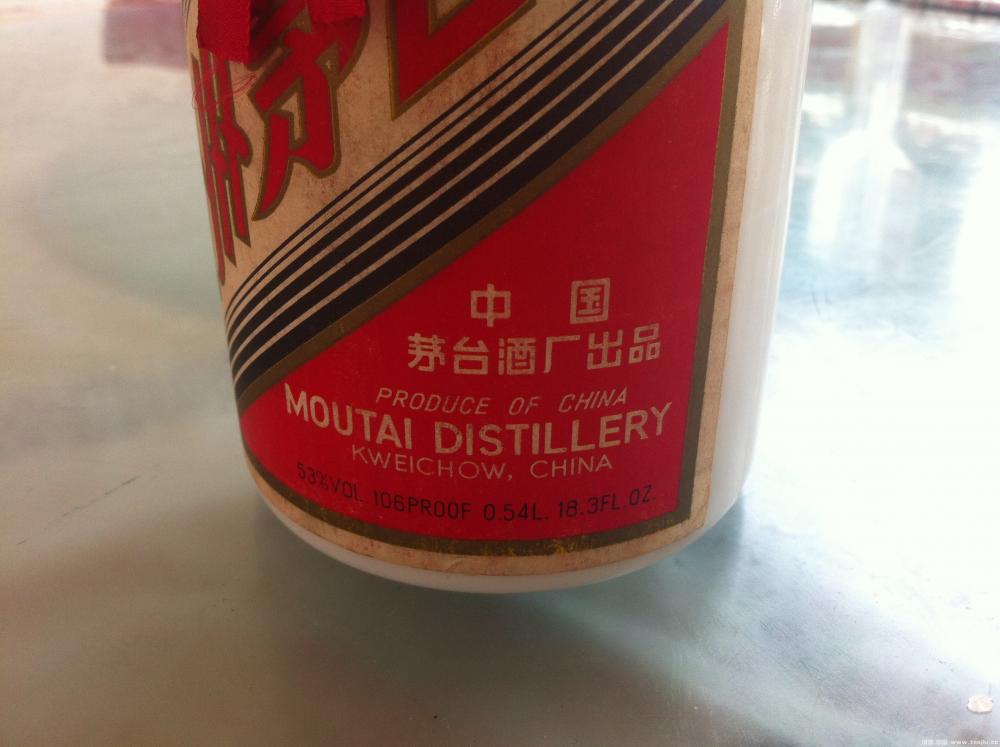 茅
中 国
茅台酒厂出品
PRODUCE OF CHINA
MOUTAI DISTILLERY
KWEICHOW, CHINA
53%VOL. 106PROOF 0.54L. 18.3FL.OZ.